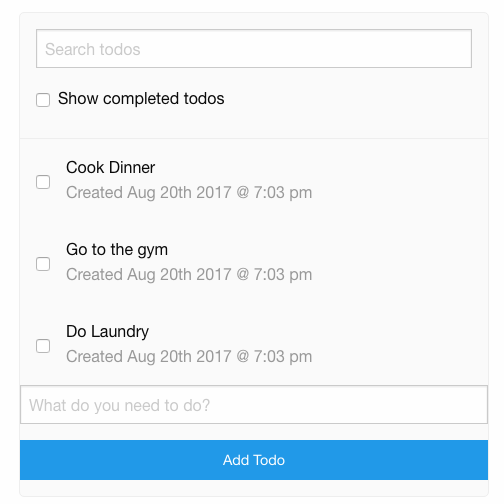 Search todos
Show completed todos
Cook Dinner
Created Aug 20th 2017 @ 7:03 pm
Go to the gym
Created Aug 20th 2017 @ 7:03 pm
Do Laundry
Created Aug 20th 2017 @ 7:03 pm
What do you need to do?
Add Todo